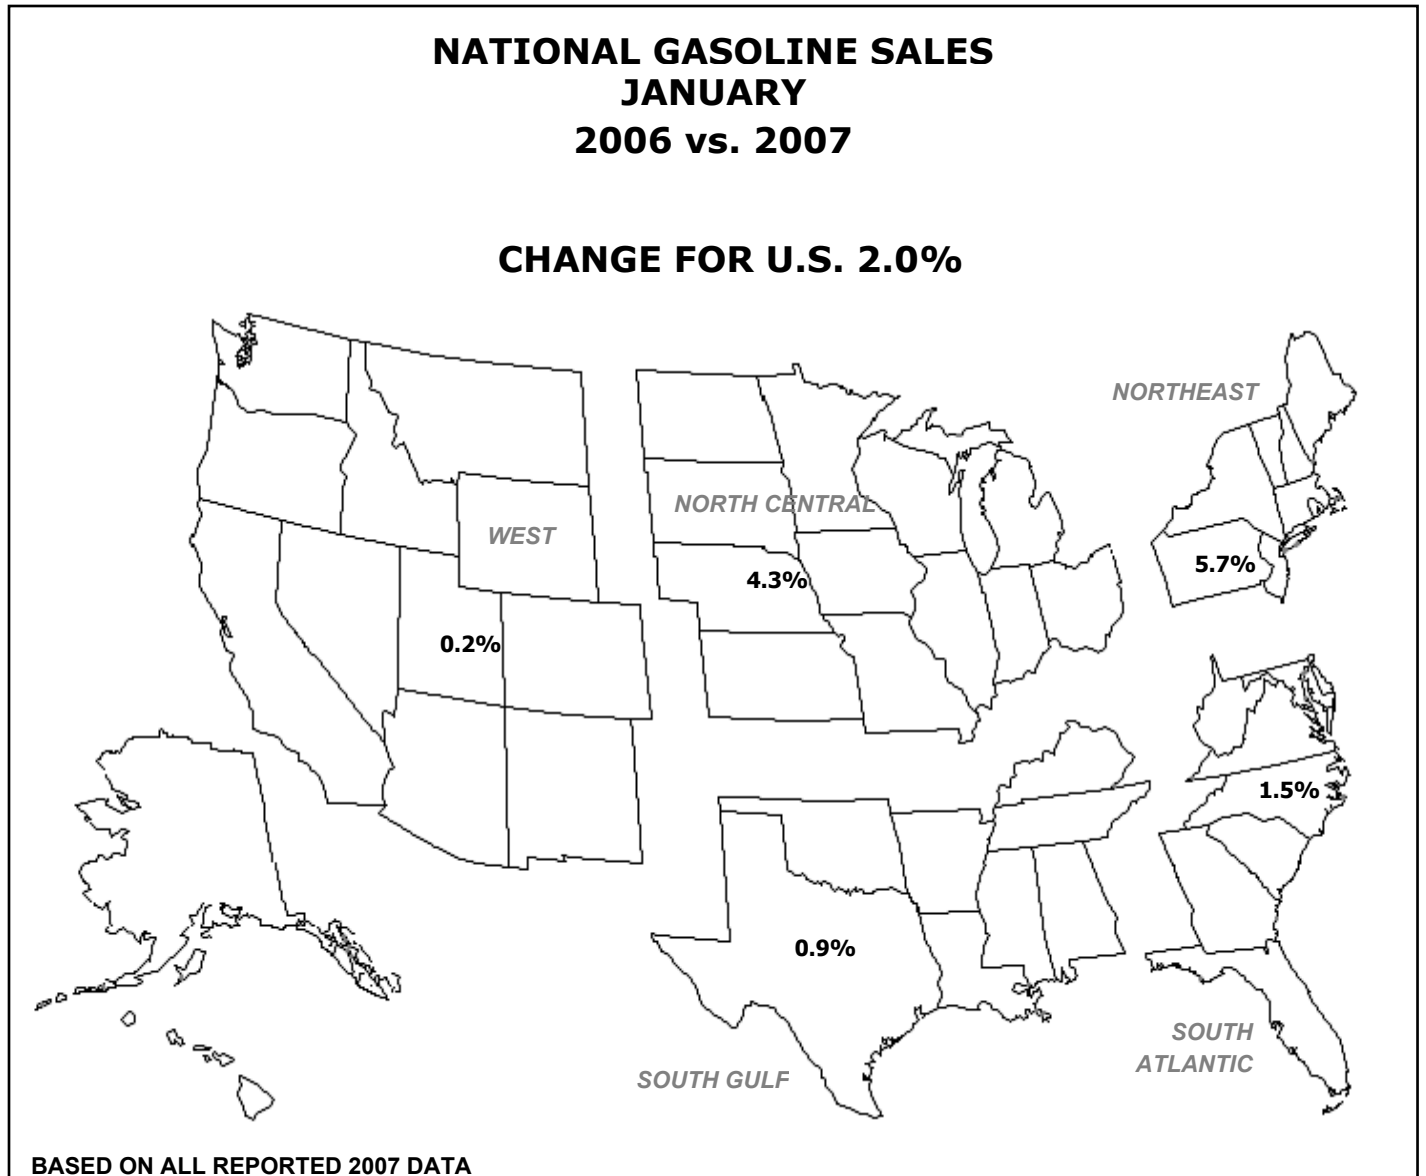 NATIONAL GASOLINE SALES
JANUARY
2006 vs. 2007
CHANGE FOR U.S. 2.0%
NORTHEAST
NORTH CENTRAL
WEST
5.7%
4.3%
0.2%
1.5%
0.9%
SOUTH
ATLANTIC
SOUTH GULF
BASED ON ALL REPORTED 2007 DATA